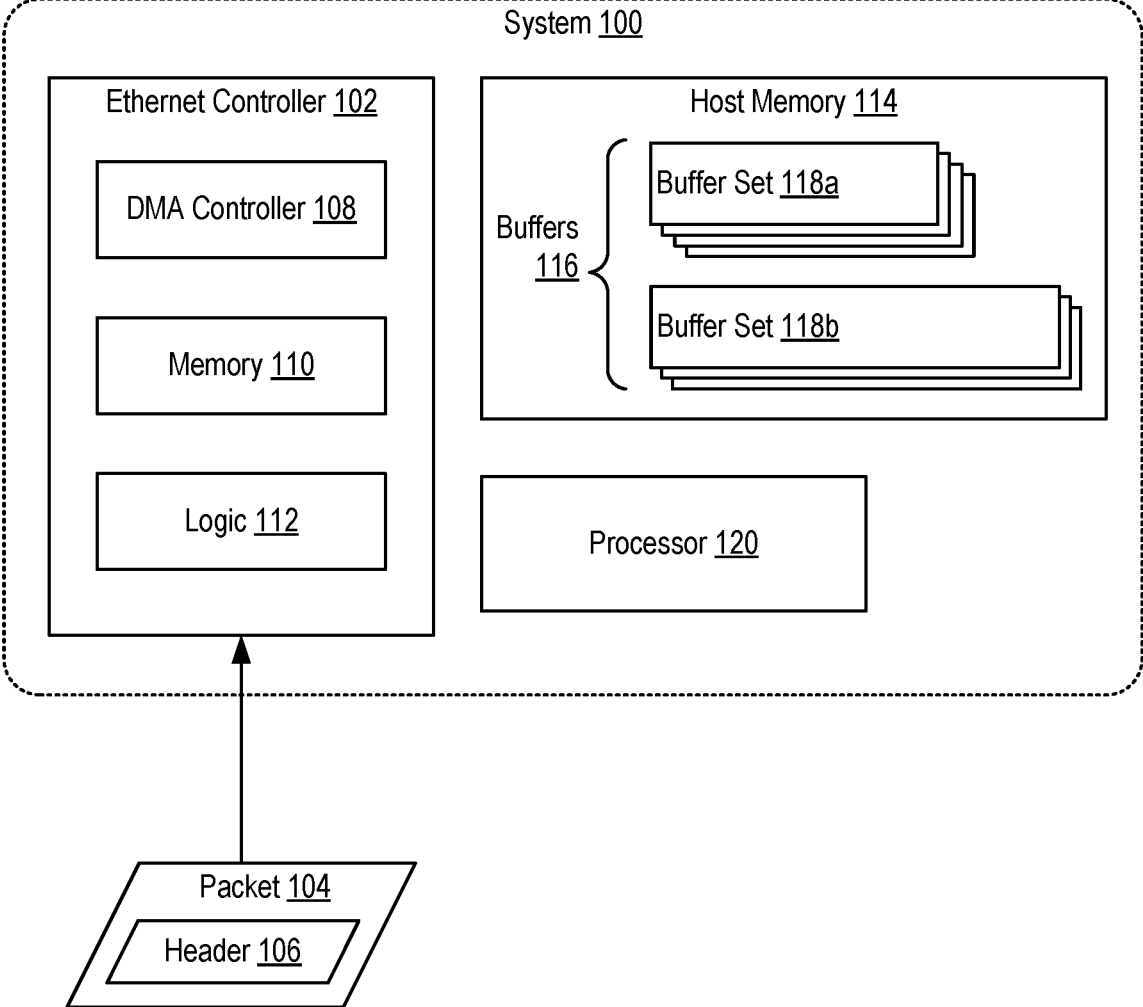 System 100
Ethernet Controller 102
DMA Controller 108
Memory 110
Logic 112
Host Memory 114
Buffers
116
Buffer Set 118a
Buffer Set 118b
Processor 120
Packet 104
Header 106